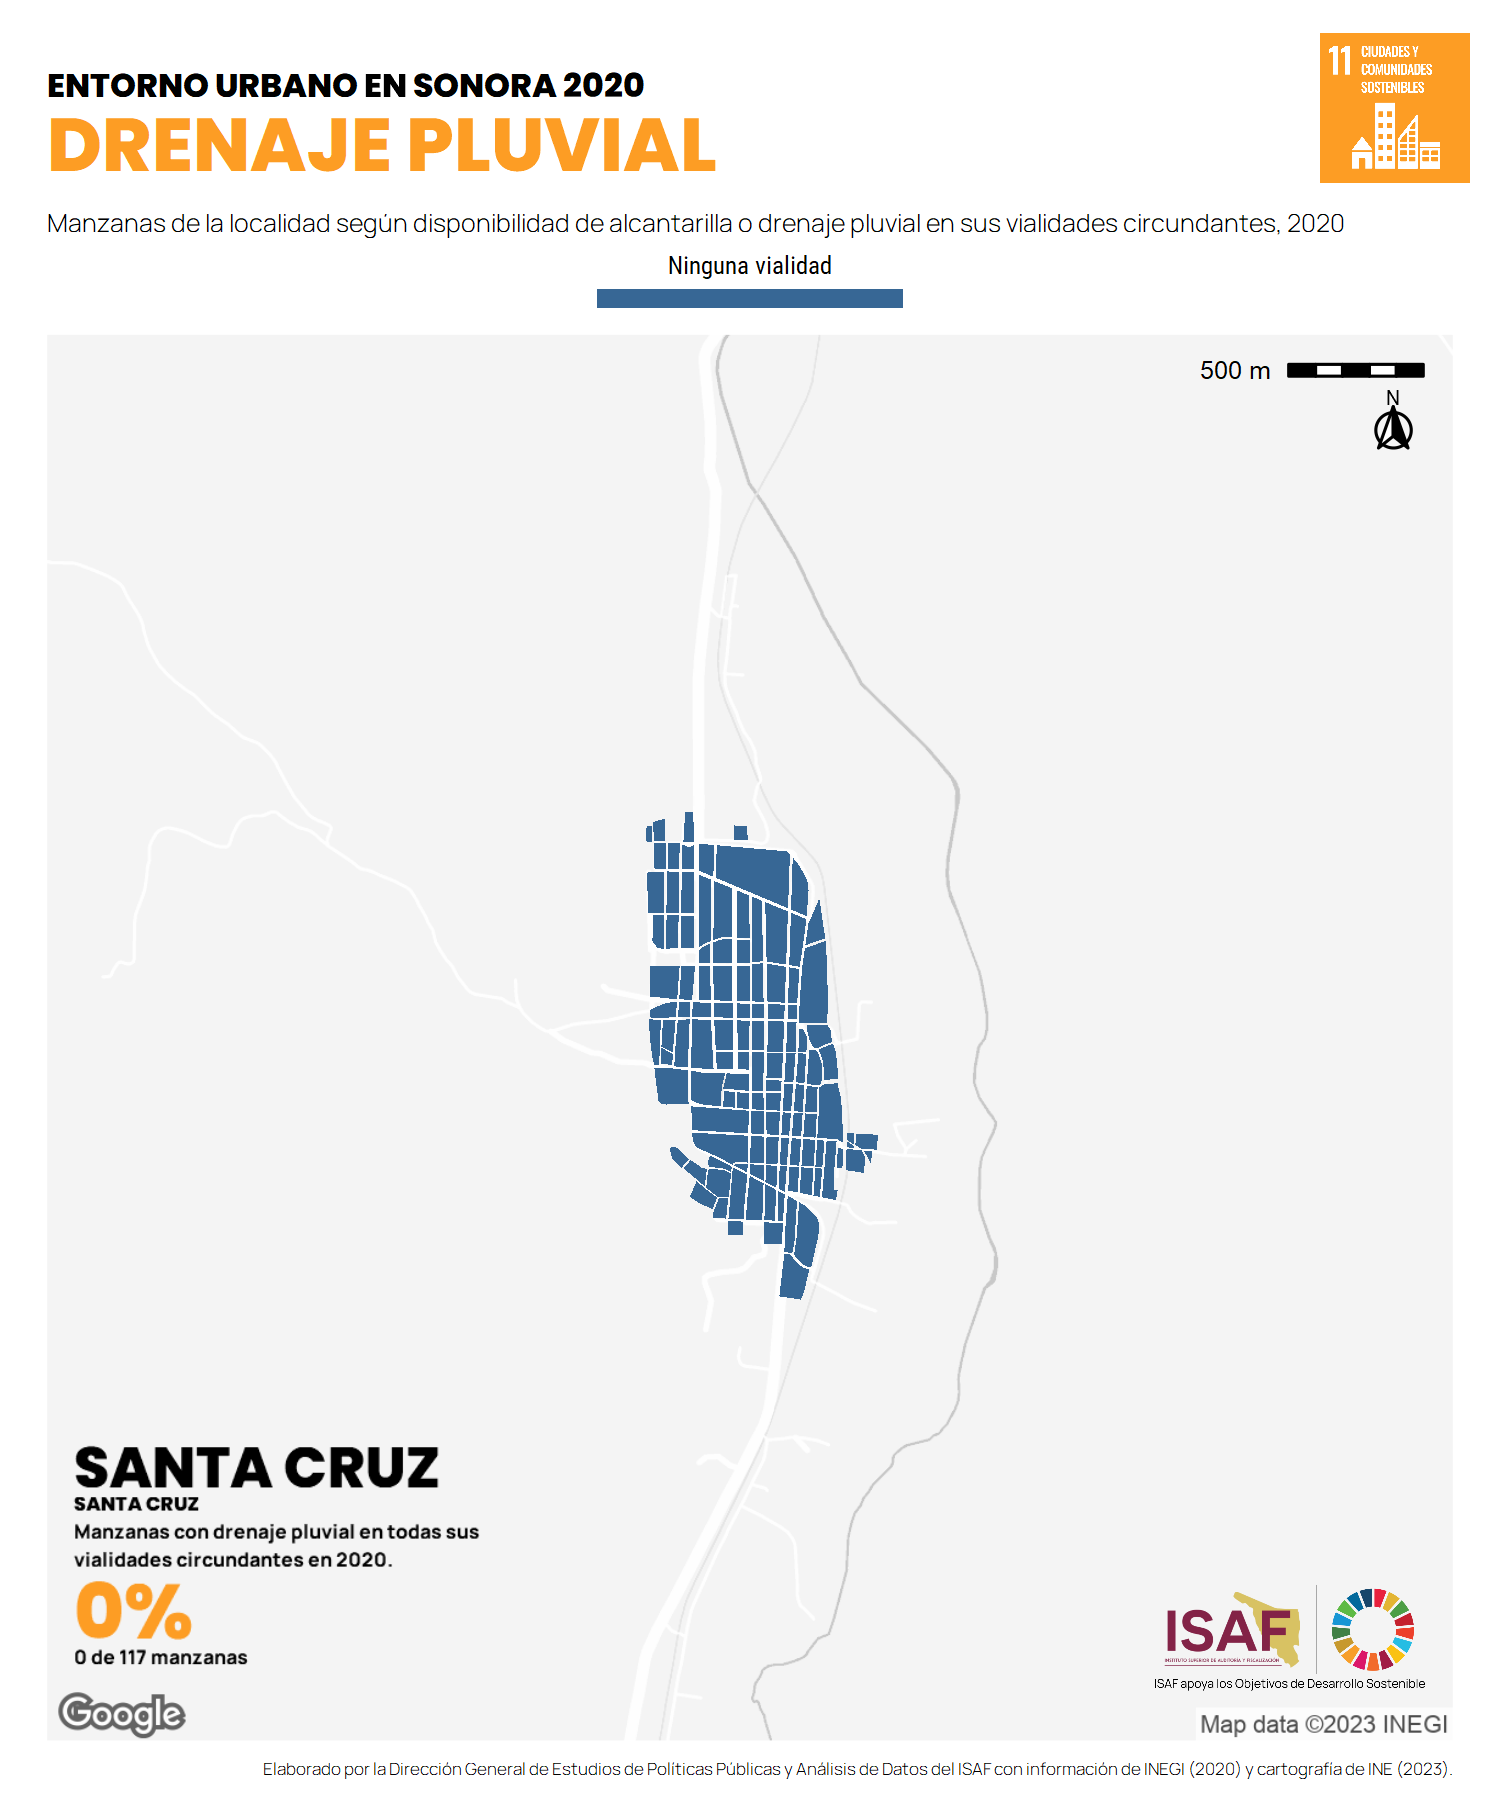 ENTORNO URBANO EN SONORA 2020
DRENAJE PLUVIAL
11 CIUDADES Y
COMUNIDADES
SOSTENIBLES
Manzanas de la localidad según disponibilidad de alcantarilla o drenaje pluvial en sus vialidades circundantes, 2020
Ninguna vialidad
500 m
N
SANTA CRUZ
SANTA CRUZ
Manzanas con drenaje pluvial en todas sus
vialidades circundantes en 2020.
0%
0 de 117 manzanas
Google
ISAF
INSTITUTO SUPERIOR DE AUDITORÍA Y FISCALIZACIÓN
ISAF apoya los Objetivos de Desarrollo Sostenible
Map data ©2023 INEGI
Elaborado por la Dirección General de Estudios de Políticas Públicas y Análisis de Datos del ISAF con información de INEGI (2020) y cartografía de INE (2023).